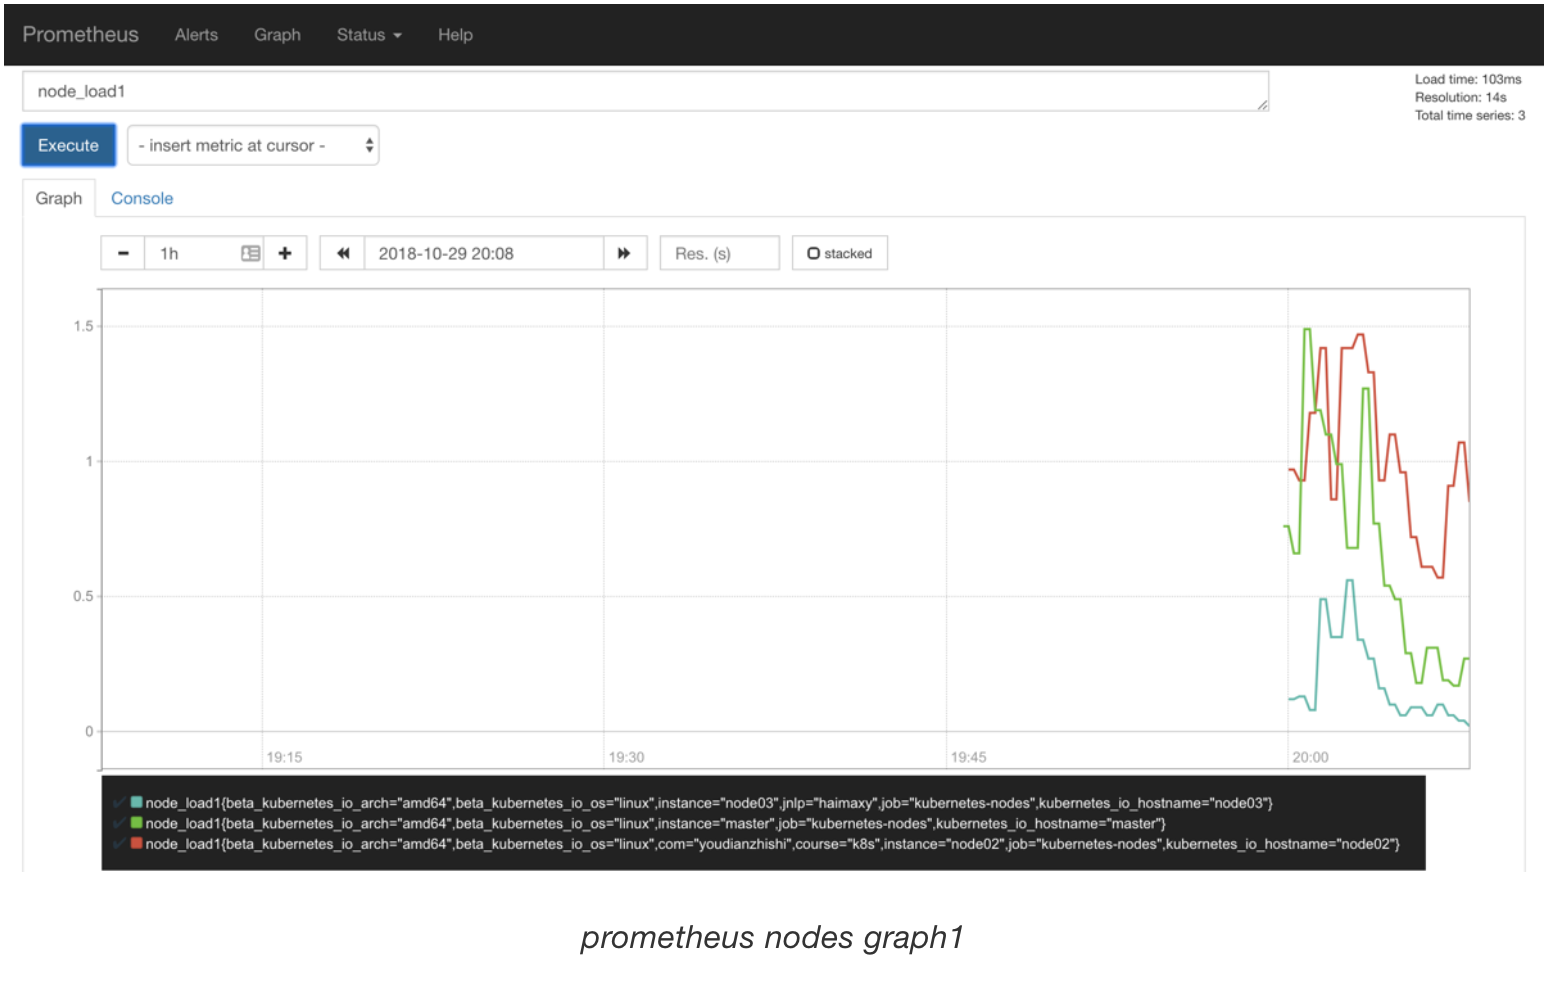 Prometheus Alerts Graph Status Help
node_load1
Load time: 103ms
Resolution: 14s
Total time series: 3
Execute - insert metric at cursor -
Graph Console
1h 2018-10-29 20:08 Res. (s) stacked
1.5
1
0.5
0
19:15 19:30 19:45 20:00
node_load1{beta_kubernetes_io_arch="amd64",beta_kubernetes_io_os="linux",instance="node03",jnlp="haimaxy",job="kubernetes-nodes",kubernetes_io_hostname="node03"}
node_load1{beta_kubernetes_io_arch="amd64",beta_kubernetes_io_os="linux",instance="master",job="kubernetes-nodes",kubernetes_io_hostname="master"}
node_load1{beta_kubernetes_io_arch="amd64",beta_kubernetes_io_os="linux",com="youdianzhishi",course="k8s",instance="node02",job="kubernetes-nodes",kubernetes_io_hostname="node02"}
prometheus nodes graph1